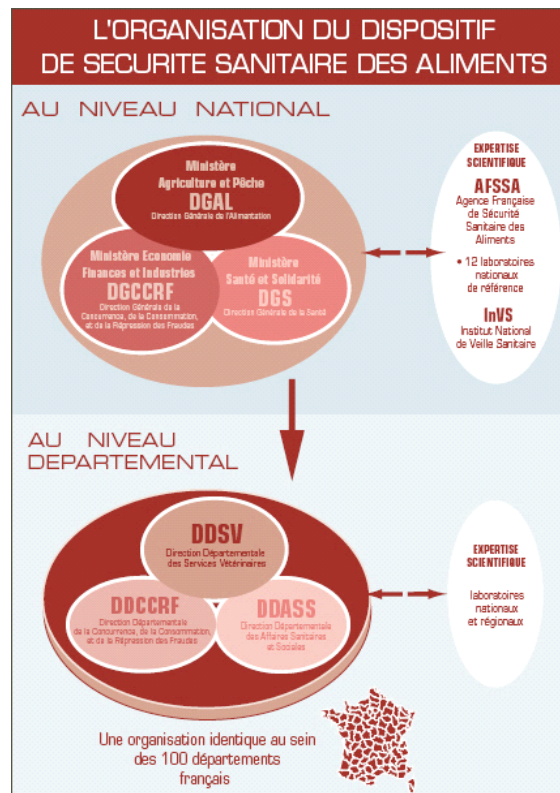 L'ORGANISATION DU DISPOSITIF
DE SECURITE SANITAIRE DES ALIMENTS
AU NIVEAU NATIONAL
Ministère
Agriculture et Pêche
DGAL
Direction Générale de l'Alimentation
Ministère Economie
Finances et Industries
DGCCRF
Direction Générale de la
Concurrence, de la Consommation,
et de la Répression des Fraudes
Ministère
Santé et Solidarité
DGS
Direction Générale de la Santé
EXPERTISE
SCIENTIFIQUE
AFSSA
Agence Française
de Sécurité
Sanitaire des
Aliments
• 12 laboratoires
nationaux
de référence
InVS
Institut National
de Veille Sanitaire
AU NIVEAU
DEPARTEMENTAL
DDSV
Direction Départementale
des Services Vétérinaires
DDCCRF
Direction Départementale
de la Concurrence, de la Consommation,
et de la Répression des Fraudes
DDASS
Direction Départementale
des Affaires Sanitaires
et Sociales
EXPERTISE
SCIENTIFIQUE
laboratoires
nationaux
et régionaux
Une organisation identique au sein
des 100 départements
français